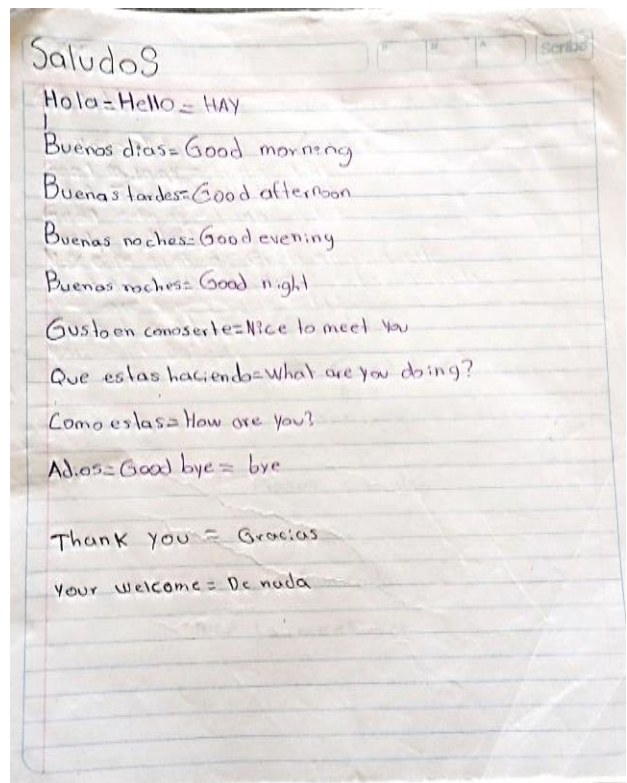 Saludos
Scribe
Hola = Hello = HAY
Buenos dias = Good morning
Buenas tardes = Good afternoon
Buenas noches = Good evening
Buenas noches = Good night
Gusto en conoserte = Nice to meet you
Que estas haciendo = What are you doing?
Como estas = How are you?
Adios = Good bye = bye
Thank you = Gracias
Your welcome = De nada